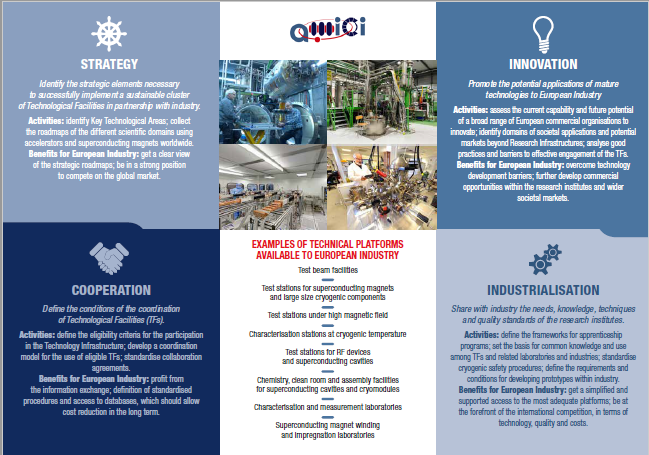 STRATEGY
Identify the strategic elements necessary
to successfully implement a sustainable cluster
of Technological Facilities in partnership with industry.
Activities: identify Key Technological Areas; collect
the roadmaps of the different scientific domains using
accelerators and superconducting magnets worldwide.
Benefits for European Industry: get a clear view
of the strategic roadmaps; be in a strong position
to compete on the global market.
COOPERATION
Define the conditions of the coordination
of Technological Facilities (TFs).
Activities: define the eligibility criteria for the participation
in the Technology Infrastructure; develop a coordination
model for the use of eligible TFs; standardise collaboration
agreements.
Benefits for European Industry: profit from
the information exchange; definition of standardised
procedures and access to databases, which should allow
cost reduction in the long term.
amici
EXAMPLES OF TECHNICAL PLATFORMS
AVAILABLE TO EUROPEAN INDUSTRY
Test beam facilities
Test stations for superconducting magnets
and large size cryogenic components
Test stations under high magnetic field
Characterisation stations at cryogenic temperature
Test stations for RF devices
and superconducting cavities
Chemistry, clean room and assembly facilities
for superconducting cavities and cryomodules
Characterisation and measurement laboratories
Superconducting magnet winding
and impregnation laboratories
INNOVATION
Promote the potential applications of mature
technologies to European Industry
Activities: assess the current capability and future potential
of a broad range of European commercial organisations to
innovate; identify domains of societal applications and potential
markets beyond Research Infrastructures; analyse good
practices and barriers to effective engagement of the TFs.
Benefits for European Industry: overcome technology
development barriers; further develop commercial
opportunities within the research institutes and wider
societal markets.
INDUSTRIALISATION
Share with industry the needs, knowledge, techniques
and quality standards of the research institutes.
Activities: define the frameworks for apprenticeship
programs; set the basis for common knowledge and use
among TFs and related laboratories and industries; standardise
cryogenic safety procedures; define the requirements and
conditions for developing prototypes within industry.
Benefits for European Industry: get a simplified and
supported access to the most adequate platforms; be at
the forefront of the international competition, in terms of
technology, quality and costs.